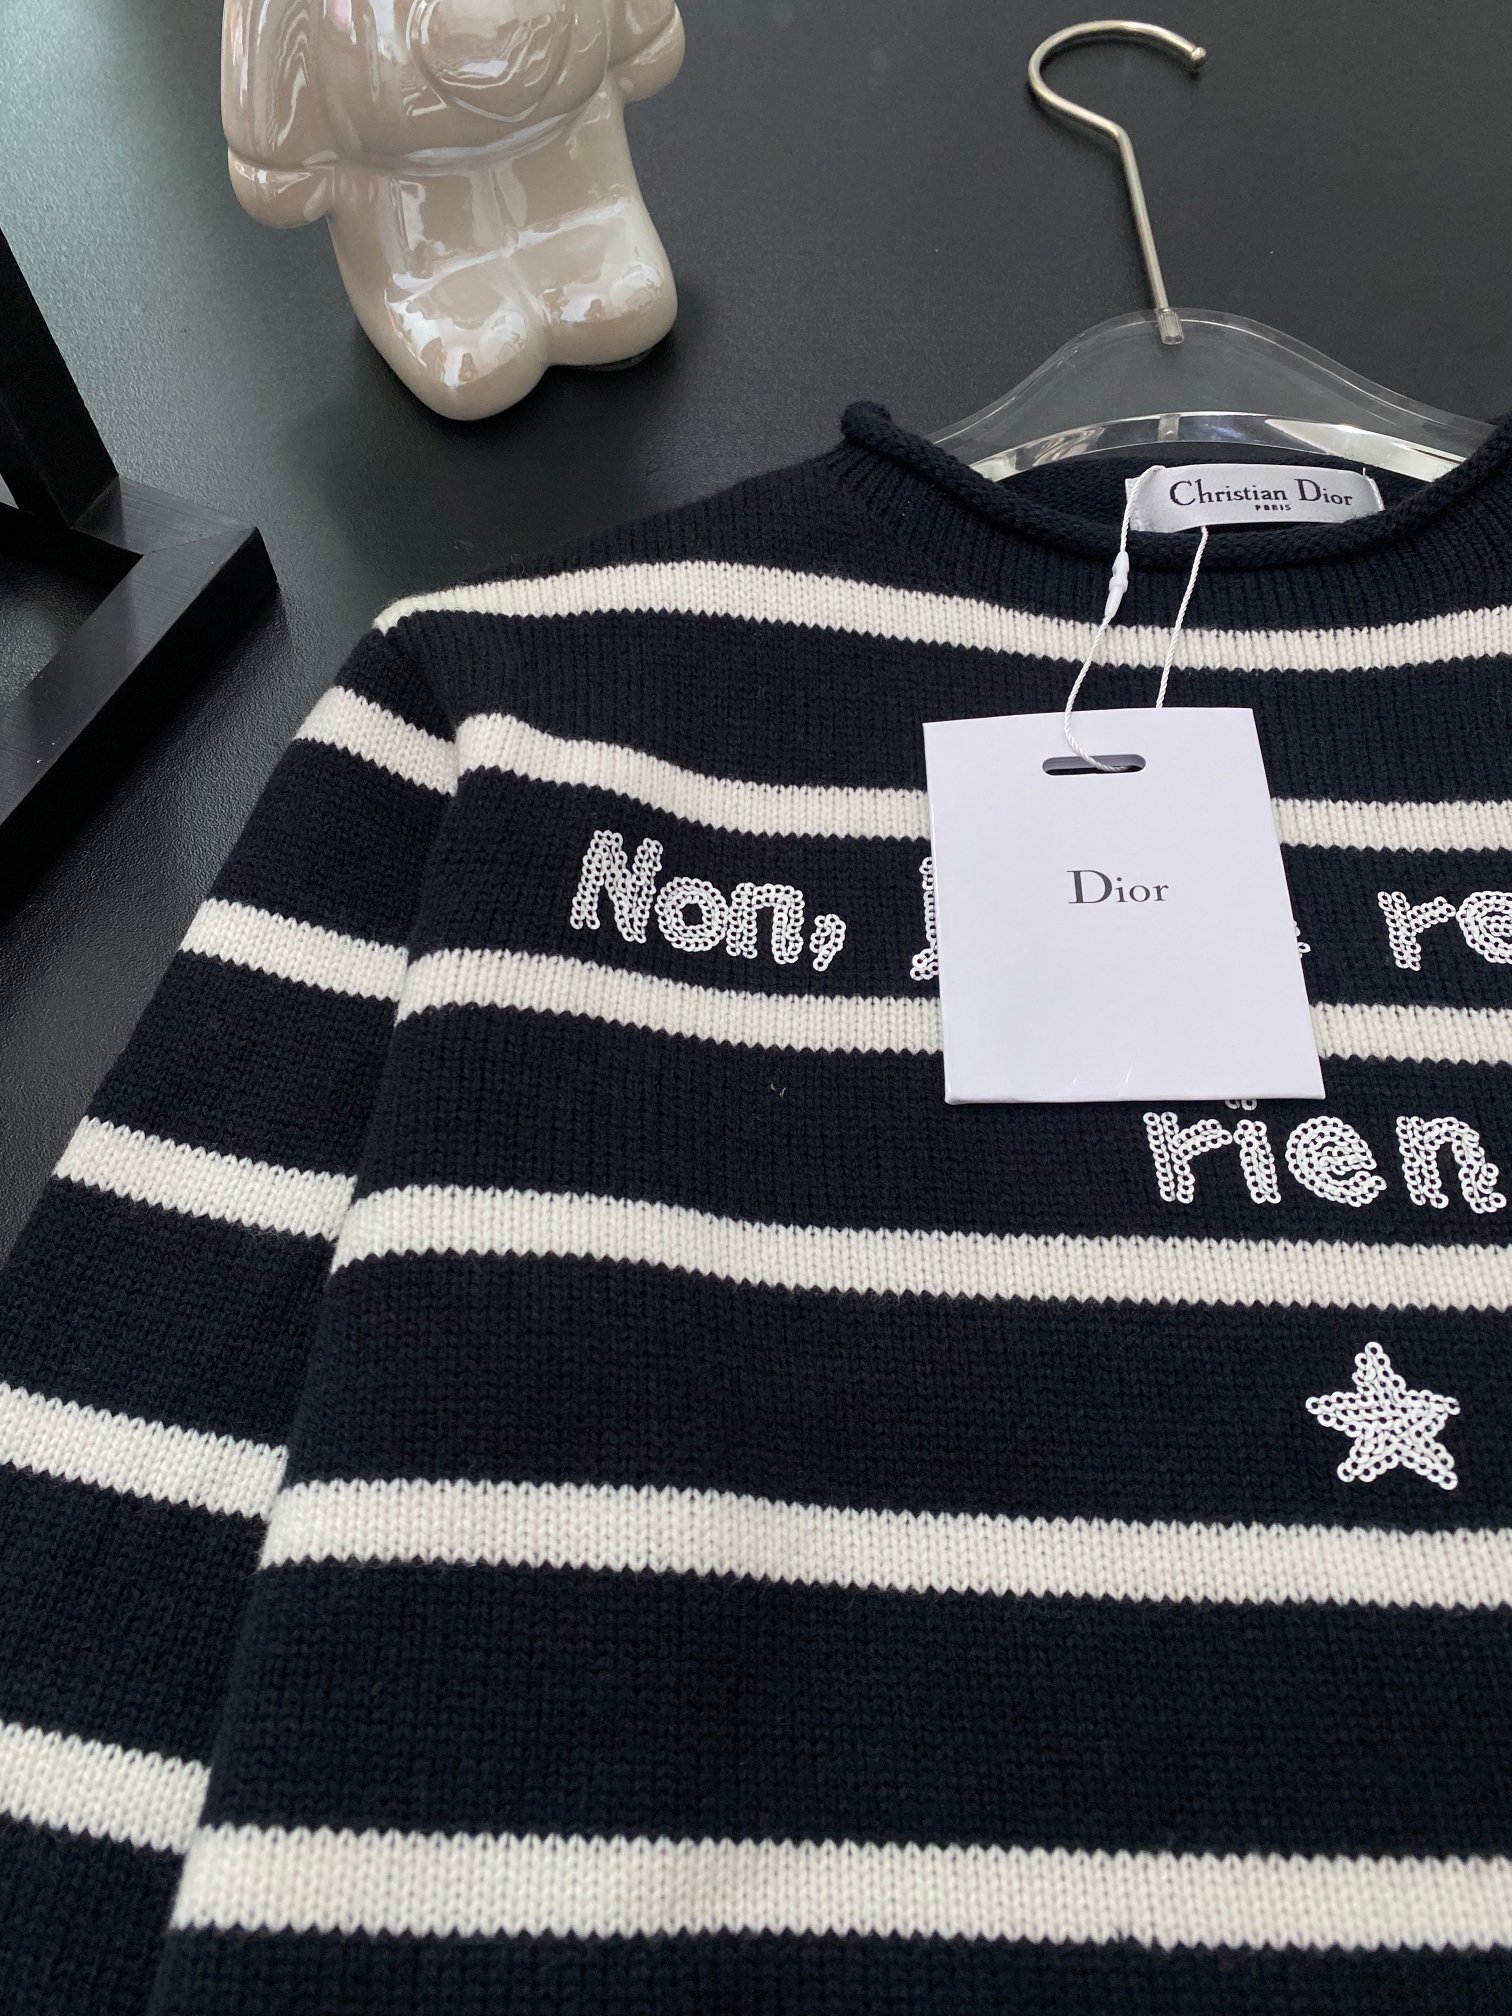 Christian Dior
PARIS
Dior
Non,
rien